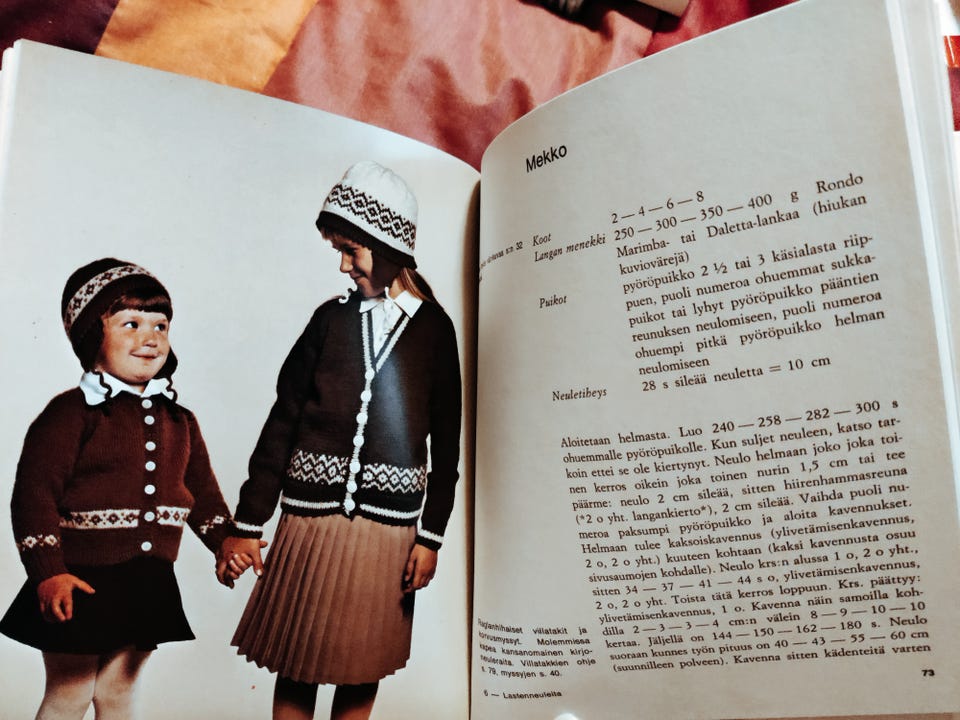 Mekko
Koot 2 — 4 — 6 — 8
Langan menekki 250 — 300 — 350 — 400 g Rondo
Marimba- tai Daletta-lankaa (hiukan
kuviovärejä)
Puikot pyöröpuikko 2 ½ tai 3 käsialasta riip-
puen, puoli numeroa ohuemmat sukka-
puikot tai lyhyt pyöröpuikko pääntien
reunuksen neulomiseen, puoli numeroa
ohuempi pitkä pyöröpuikko helman
neulomiseen
Neuletiheys 28 s sileää neuletta = 10 cm
Aloitetaan helmasta. Luo 240 — 258 — 282 — 300 s
ohuemmalle pyöröpuikolle. Kun suljet neuleen, katso tar-
koin ettei se ole kiertynyt. Neulo helmaan joko joka toi-
nen kerros oikein joka toinen nurin 1,5 cm tai tee
päärme: neulo 2 cm sileää, sitten hiirenhammasreuna
(*2 o yht. langankierto*), 2 cm sileää. Vaihda puoli nu-
meroa paksumpi pyöröpuikko ja aloita kavennukset.
Helmaan tulee kaksoiskavennus (ylivetämiskavennus,
2 o, 2 o yht.) kuuteen kohtaan (kaksi kavennusta osuu
sivusaumojen kohdalle). Neulo krs:n alussa 1 o, 2 o yht.,
sitten 34 — 37 — 41 — 44 s o, ylivetämiskavennus,
2 o, 2 o yht. Toista tätä kerros loppuun. Krs. päättyy:
ylivetämiskavennus, 1 o. Kavenna näin samoilla koh-
dilla 2 — 3 — 3 — 4 cm:n välein 8 — 9 — 10 — 10
kertaa. Jäljellä on 144 — 150 — 162 — 180 s. Neulo
suoraan kunnes työn pituus on 40 — 43 — 55 — 60 cm
(suunnilleen polveen). Kavenna sitten kädenteitä varten
s:n 32
Raglanhihaiset villatakit ja
korvusmyssyt. Molemmissa
kapea kansanomainen kirjo-
neuleraita. Villatakkien ohje
s. 79, myssyjen s. 40.
6 — Lastenneuleita
73